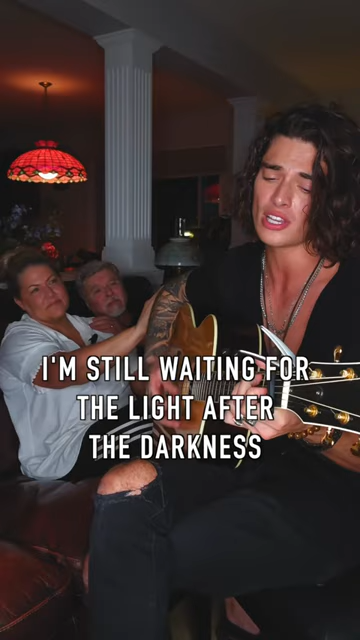 I'M STILL WAITING FOR
THE LIGHT AFTER
THE DARKNESS